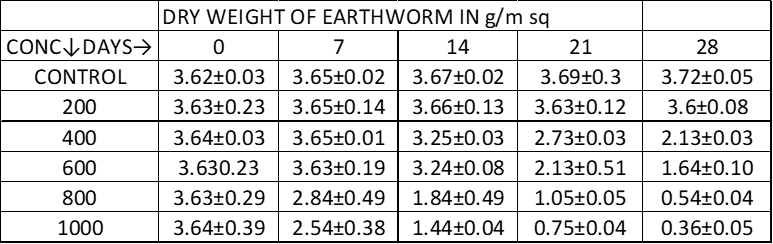 DRY WEIGHT OF EARTHWORM IN g/m sq
CONC↓DAYS→ 0 7 14 21 28
CONTROL 3.62±0.03 3.65±0.02 3.67±0.02 3.69±0.3 3.72±0.05
200 3.63±0.23 3.65±0.14 3.66±0.13 3.63±0.12 3.6±0.08
400 3.64±0.03 3.65±0.01 3.25±0.03 2.73±0.03 2.13±0.03
600 3.630.23 3.63±0.19 3.24±0.08 2.13±0.51 1.64±0.10
800 3.63±0.29 2.84±0.49 1.84±0.49 1.05±0.05 0.54±0.04
1000 3.64±0.39 2.54±0.38 1.44±0.04 0.75±0.04 0.36±0.05